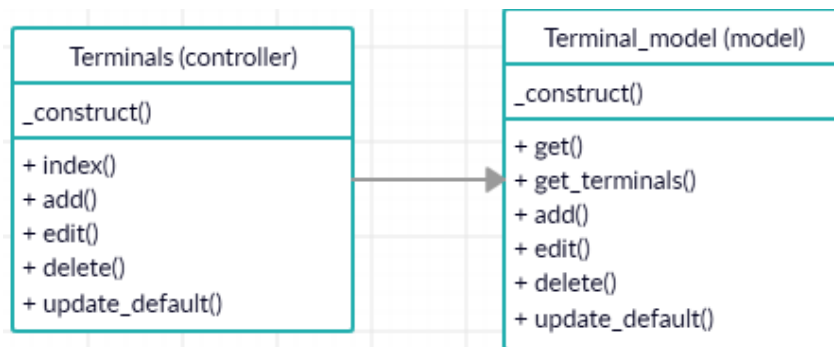 Terminals (controller)
_construct()
+ index()
+ add()
+ edit()
+ delete()
+ update_default()
Terminal_model (model)
_construct()
+ get()
+ get_terminals()
+ add()
+ edit()
+ delete()
+ update_default()